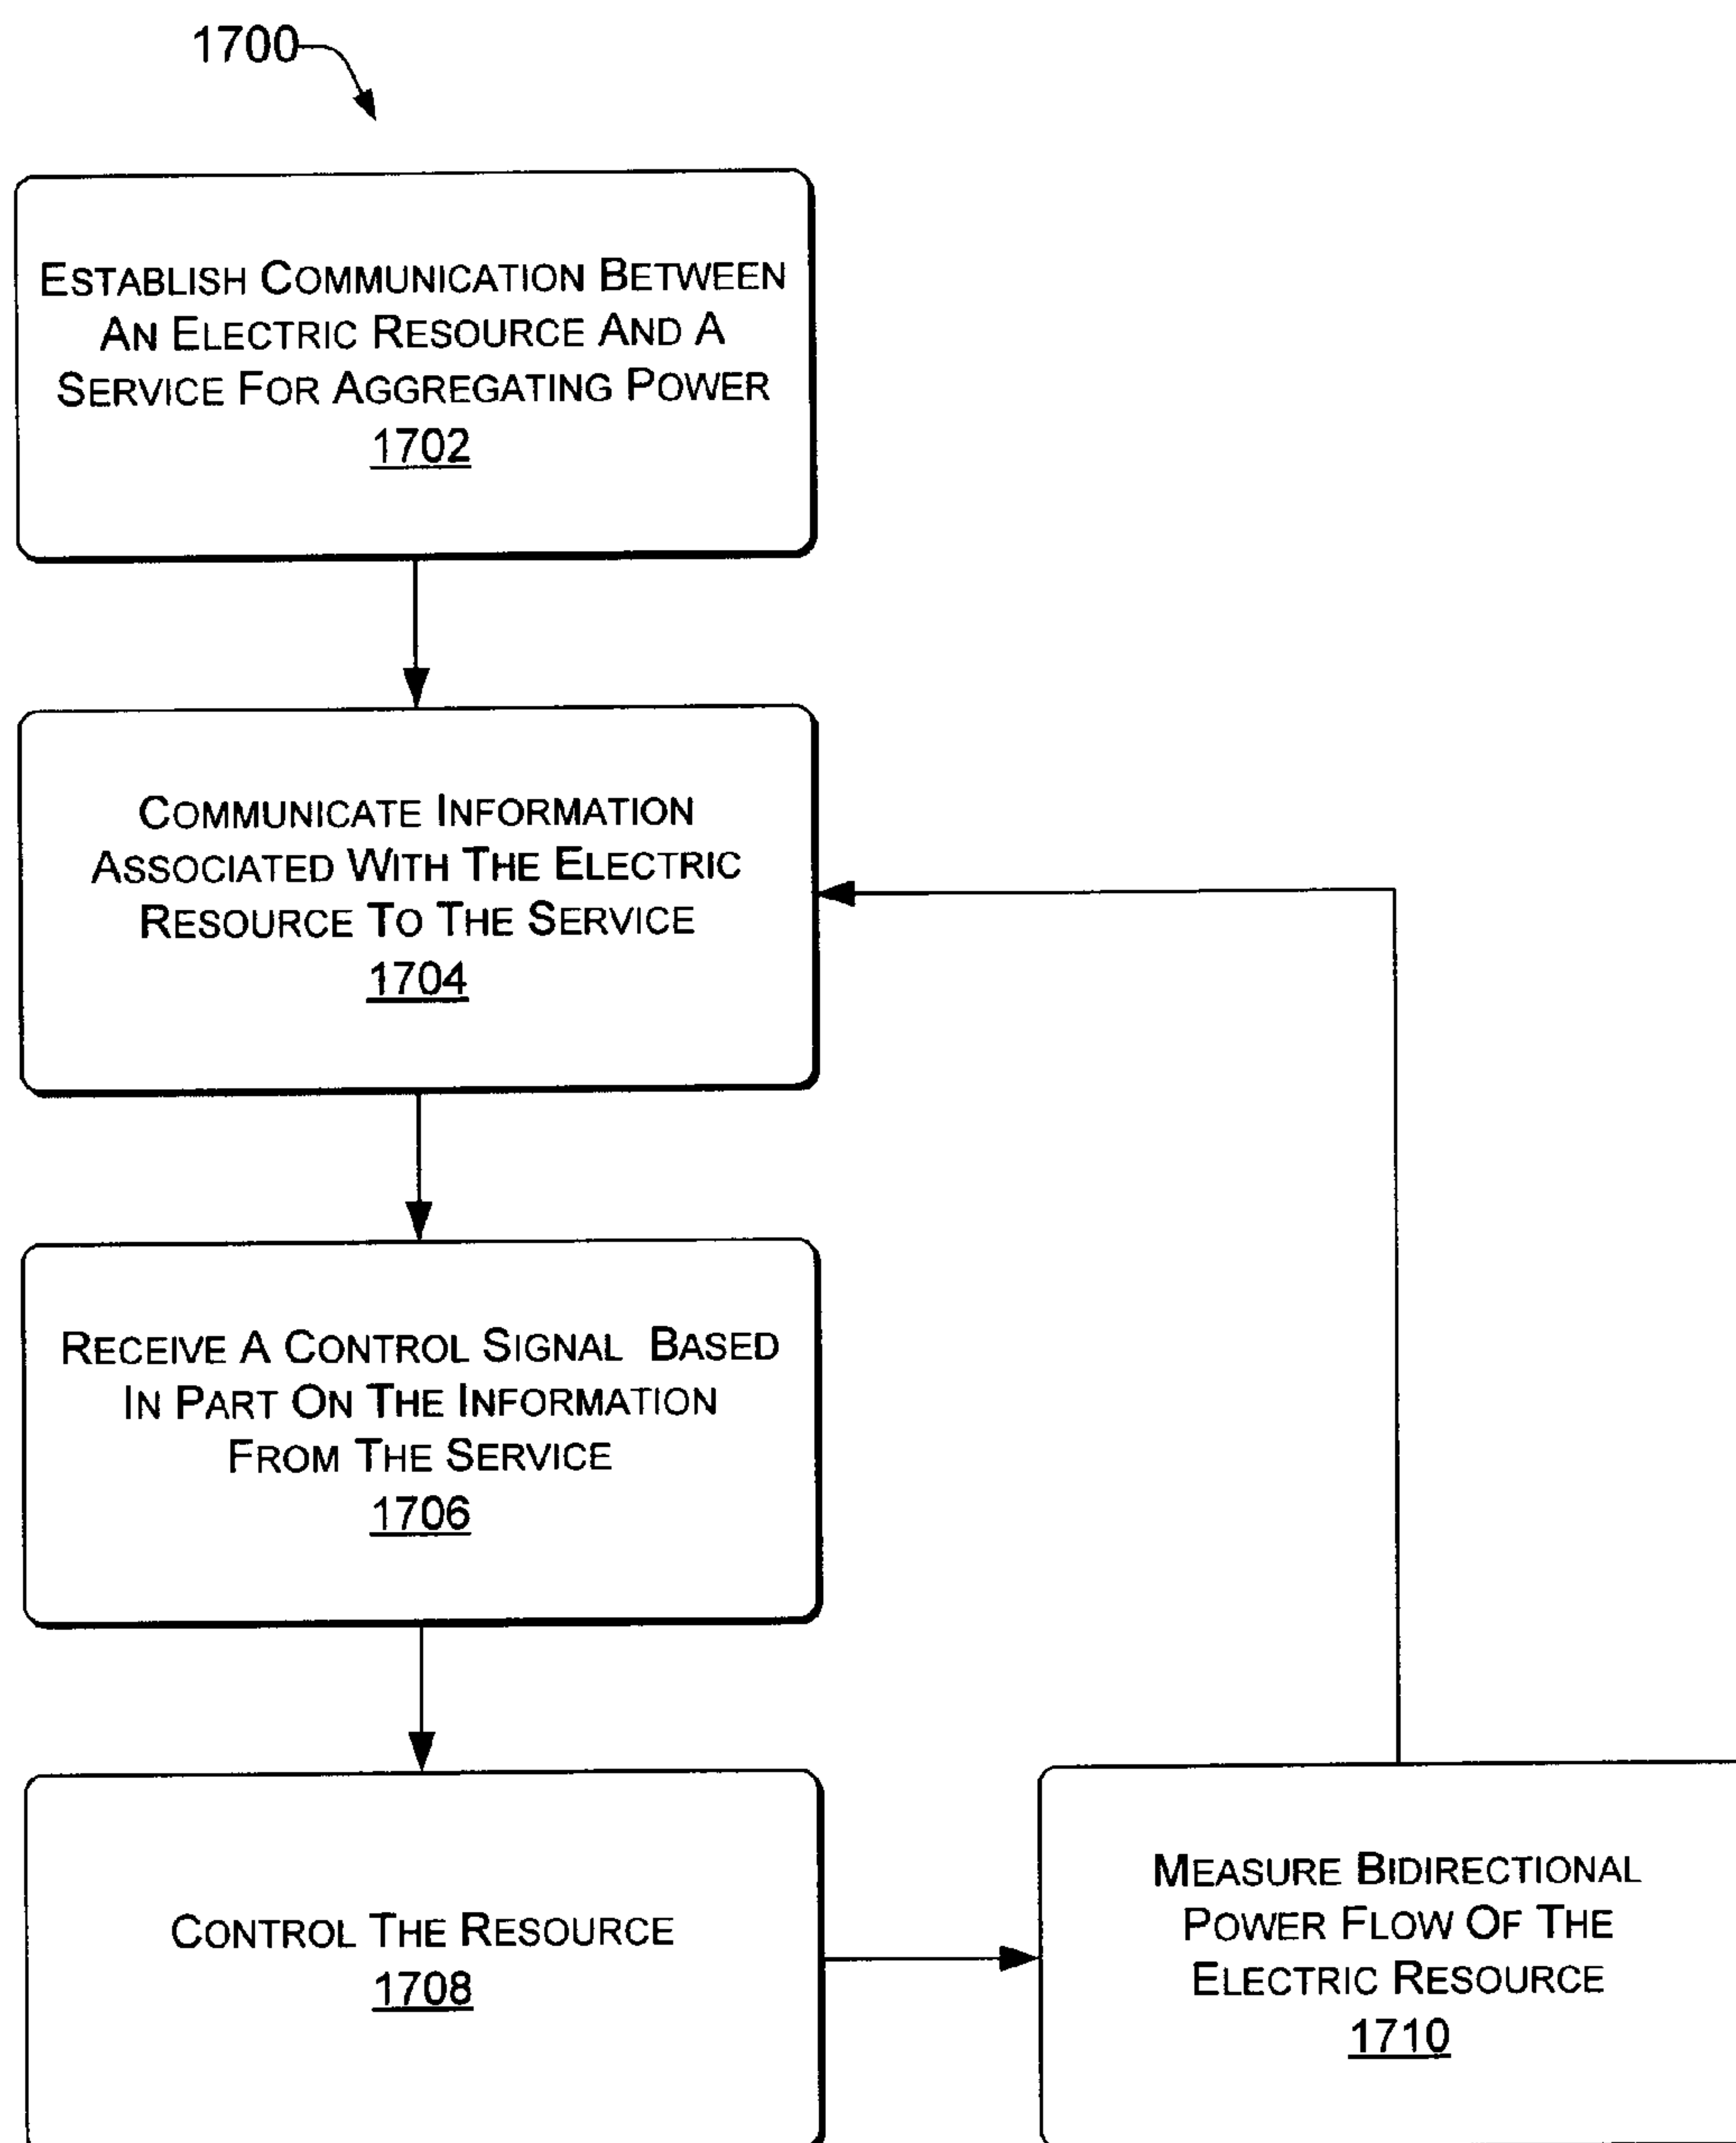 1700
ESTABLISH COMMUNICATION BETWEEN
AN ELECTRIC RESOURCE AND A
SERVICE FOR AGGREGATING POWER
1702
COMMUNICATE INFORMATION
ASSOCIATED WITH THE ELECTRIC
RESOURCE TO THE SERVICE
1704
RECEIVE A CONTROL SIGNAL BASED
IN PART ON THE INFORMATION
FROM THE SERVICE
1706
CONTROL THE RESOURCE
1708
MEASURE BIDIRECTIONAL
POWER FLOW OF THE
ELECTRIC RESOURCE
1710